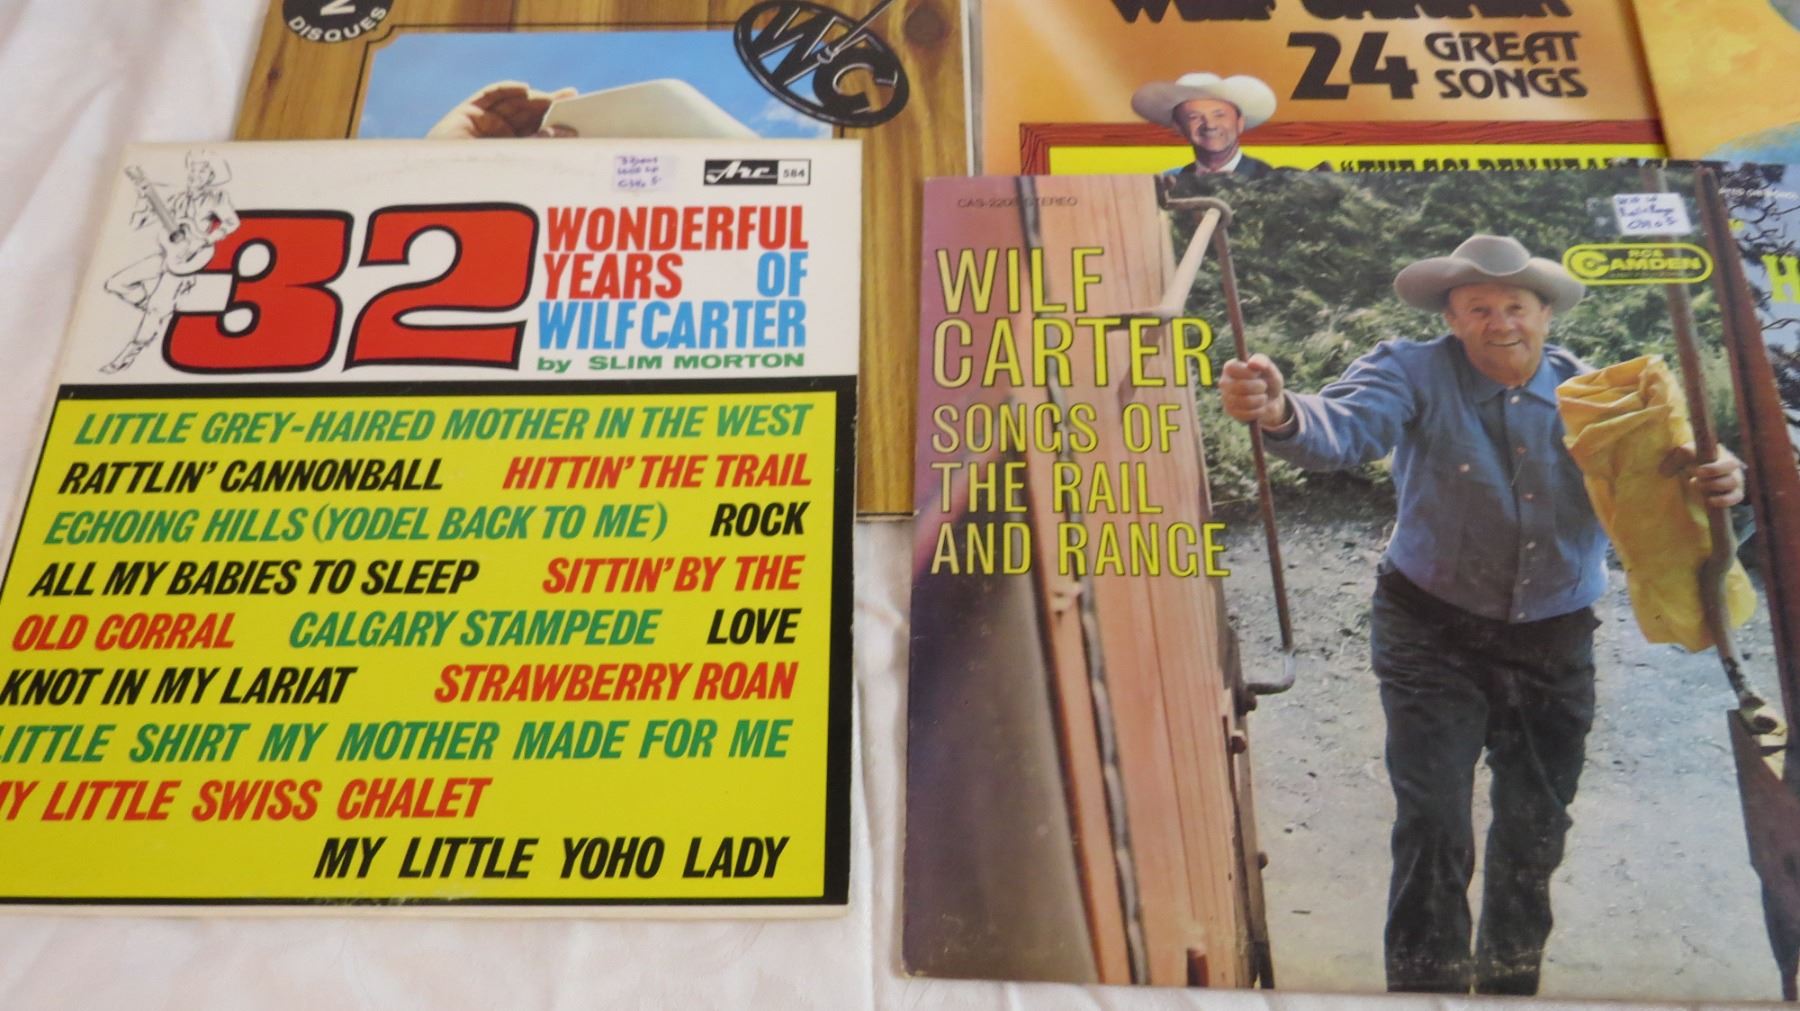 2
DISQUES
WC
24 GREAT
SONGS
Arc 584
32
WONDERFUL
YEARS OF
WILF CARTER
by SLIM MORTON
LITTLE GREY-HAIRED MOTHER IN THE WEST
RATTLIN' CANNONBALL HITTIN' THE TRAIL
ECHOING HILLS (YODEL BACK TO ME) ROCK
ALL MY BABIES TO SLEEP SITTIN' BY THE
OLD CORRAL CALGARY STAMPEDE LOVE
KNOT IN MY LARIAT STRAWBERRY ROAN
LITTLE SHIRT MY MOTHER MADE FOR ME
MY LITTLE SWISS CHALET
MY LITTLE YOHO LADY
STEREO
RCA
CAMDEN
WILF
CARTER
SONGS OF
THE RAIL
AND RANGE